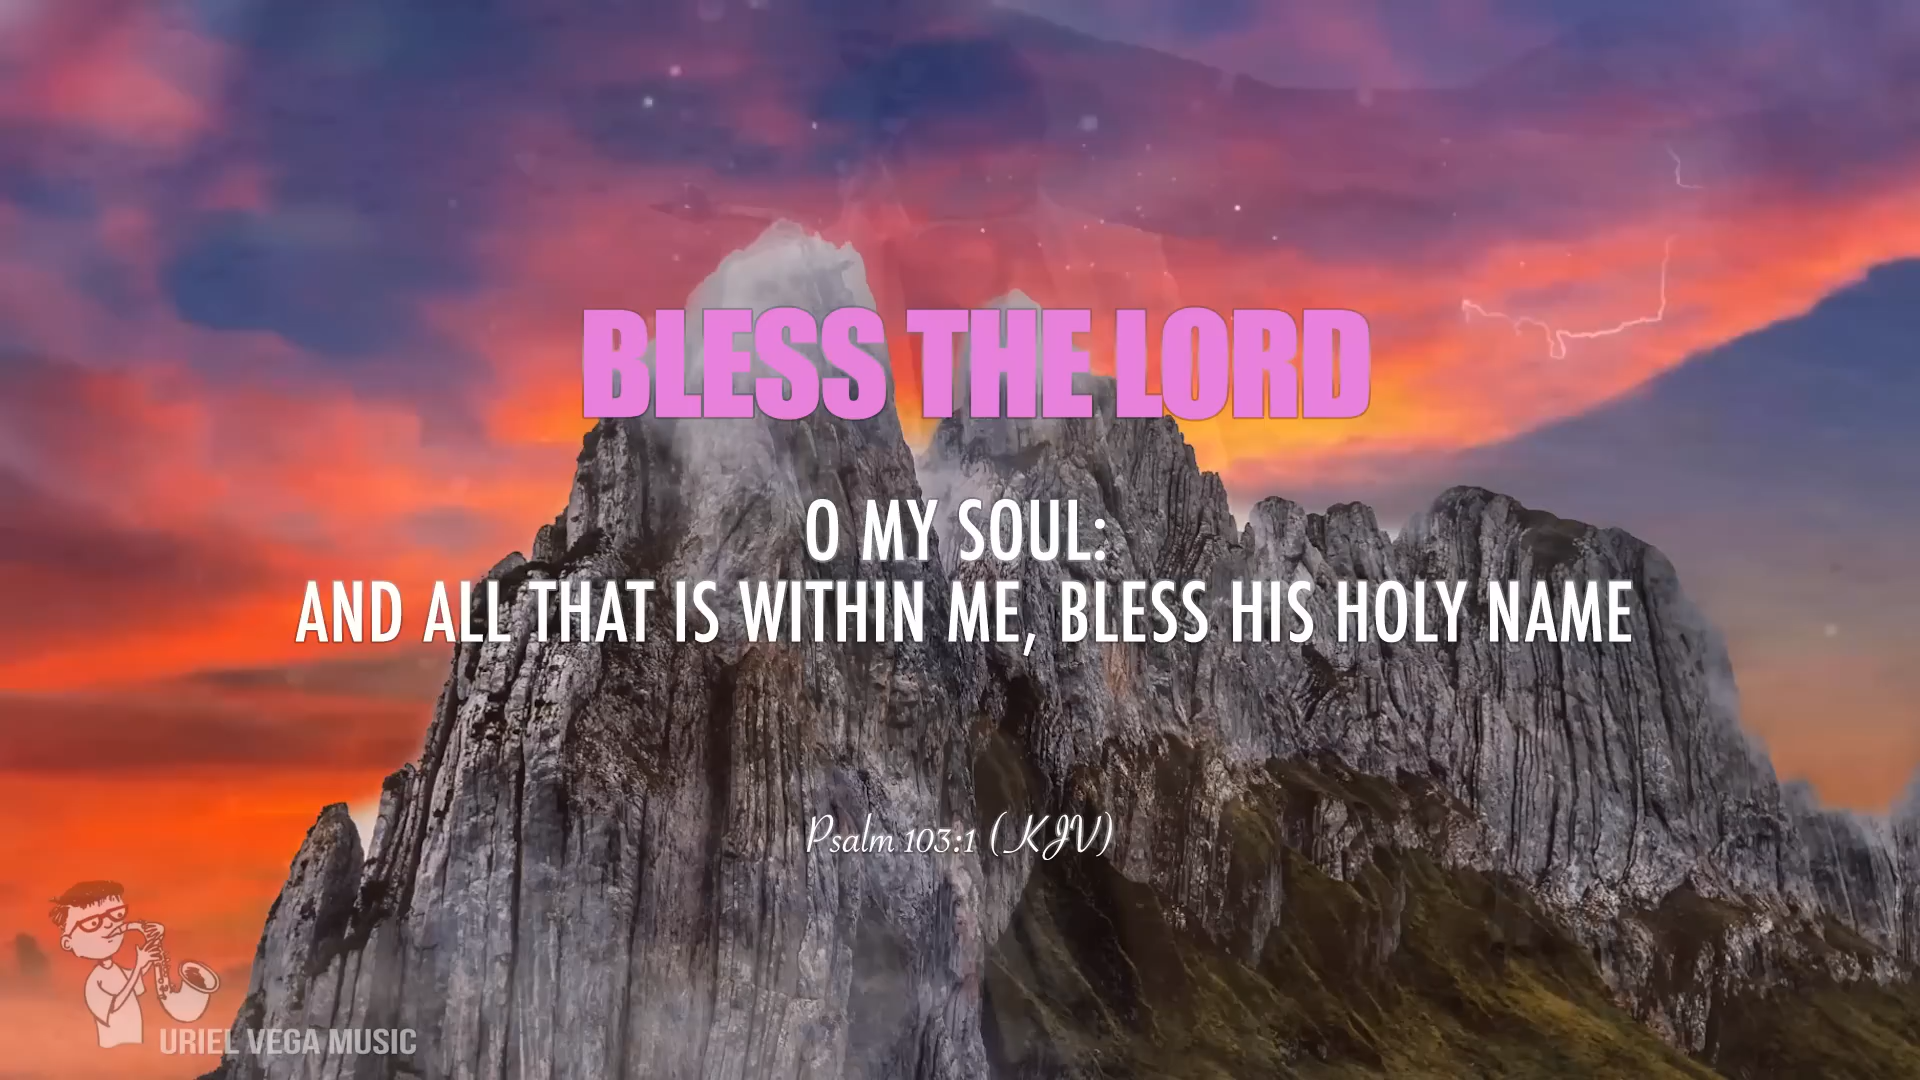 BLESS THE LORD
O MY SOUL:
AND ALL THAT IS WITHIN ME, BLESS HIS HOLY NAME
Psalm 103:1 (KJV)
URIEL VEGA MUSIC